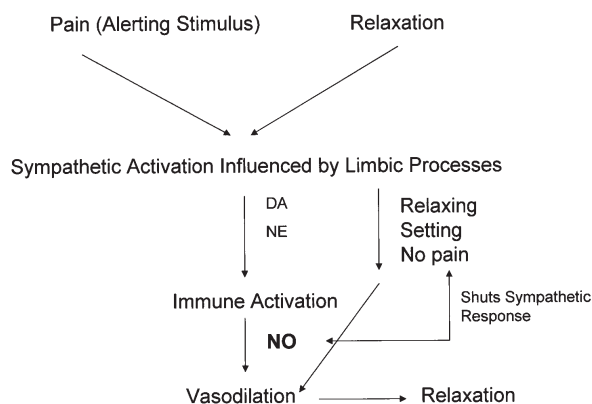 Pain (Alerting Stimulus)
Relaxation
Sympathetic Activation Influenced by Limbic Processes
DA
NE
Relaxing
Setting
No pain
Immune Activation
Shuts Sympathetic
Response
NO
Vasodilation
Relaxation